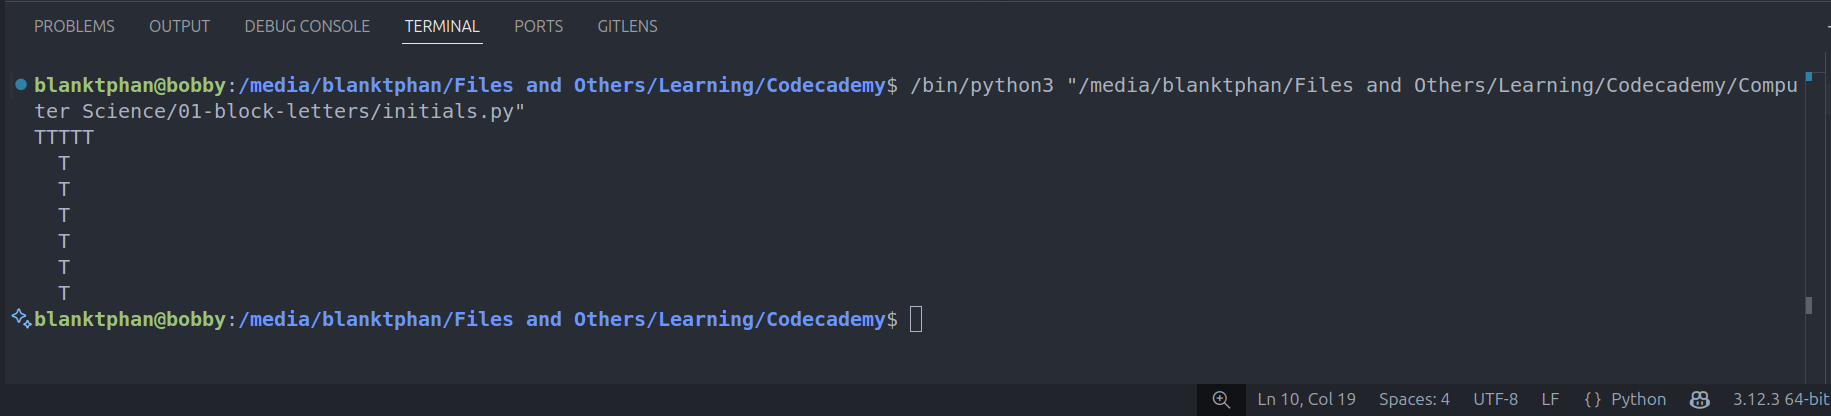 PROBLEMS OUTPUT DEBUG CONSOLE TERMINAL PORTS GITLENS
blanktphan@bobby:/media/blanktphan/Files and Others/Learning/Codecademy$ /bin/python3 "/media/blanktphan/Files and Others/Learning/Codecademy/Compu
ter Science/01-block-letters/initials.py"
TTTTT
  T
  T
  T
  T
  T
  T
blanktphan@bobby:/media/blanktphan/Files and Others/Learning/Codecademy$
Ln 10, Col 19 Spaces: 4 UTF-8 LF {} Python 3.12.3 64-bit